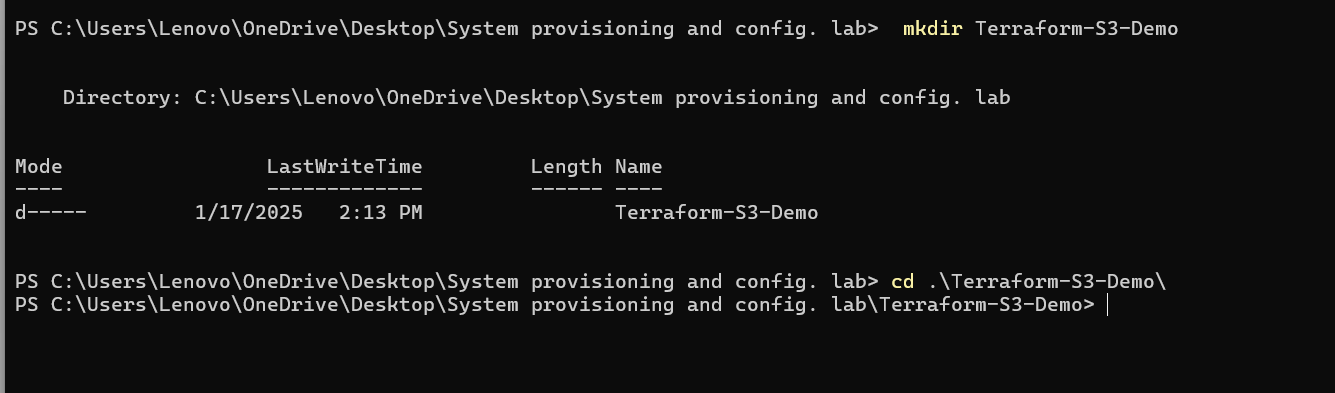 PS C:\Users\Lenovo\OneDrive\Desktop\System provisioning and config. lab>  mkdir Terraform-S3-Demo
    Directory: C:\Users\Lenovo\OneDrive\Desktop\System provisioning and config. lab
Mode                 LastWriteTime         Length Name
----                 -------------         ------ ----
d-----         1/17/2025   2:13 PM                Terraform-S3-Demo
PS C:\Users\Lenovo\OneDrive\Desktop\System provisioning and config. lab> cd .\Terraform-S3-Demo\
PS C:\Users\Lenovo\OneDrive\Desktop\System provisioning and config. lab\Terraform-S3-Demo>